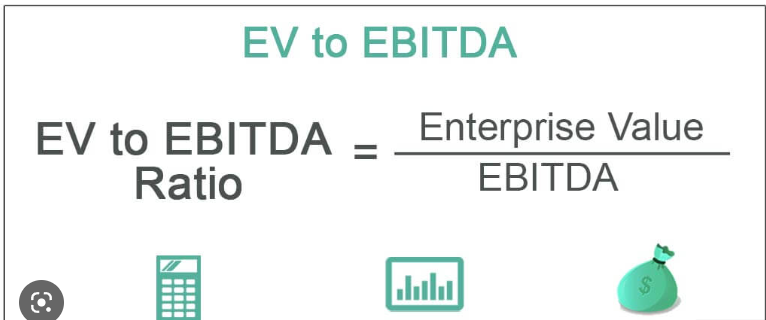 EV to EBITDA
EV to EBITDA
Ratio
=
Enterprise Value
EBITDA
$